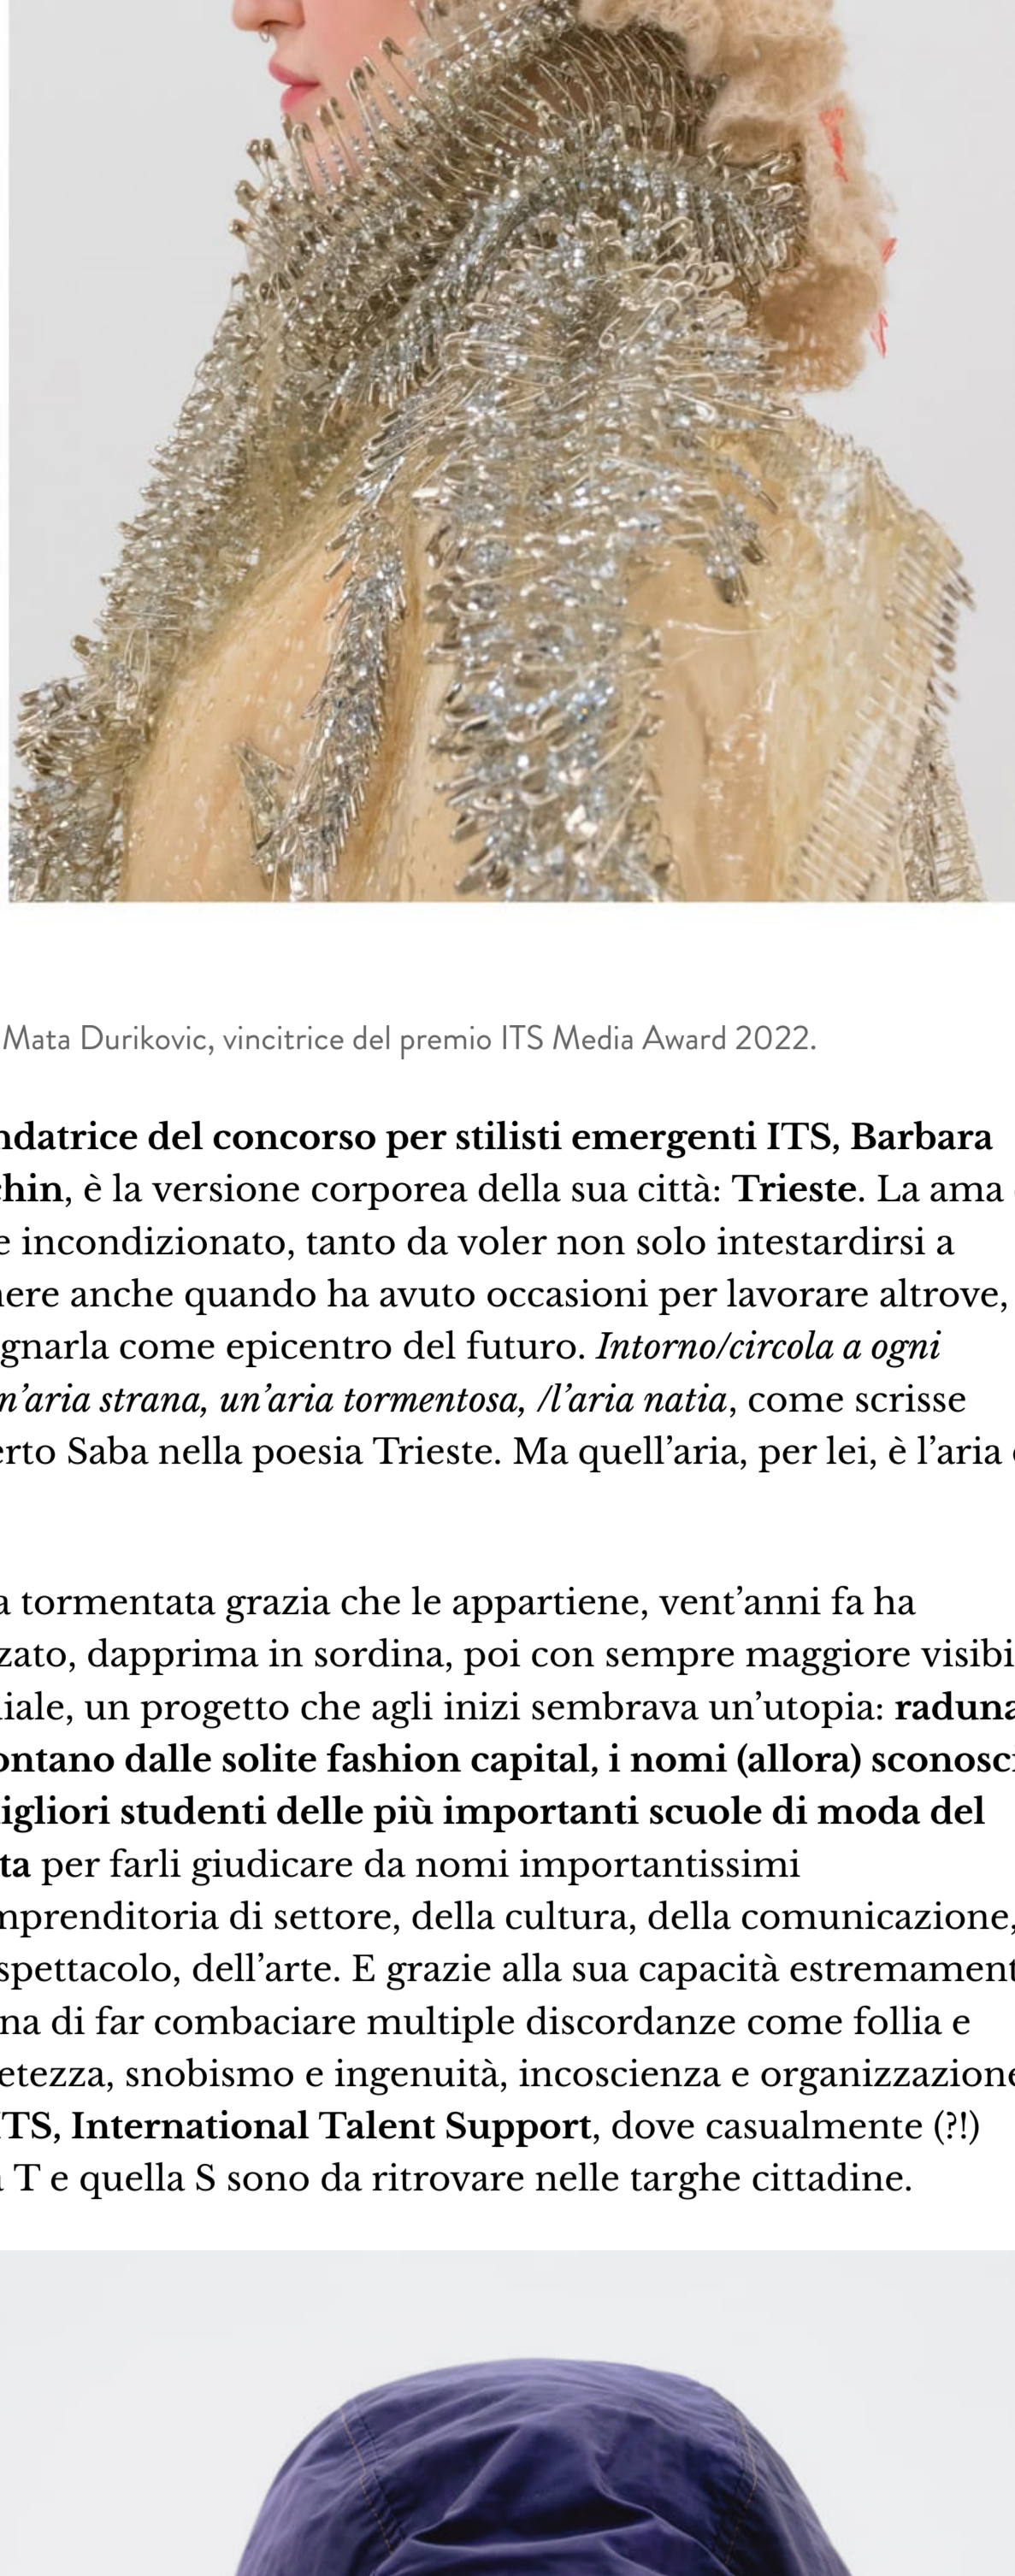 Mata Durikovic, vincitrice del premio ITS Media Award 2022.
ndatrice del concorso per stilisti emergenti ITS, Barbara
chin, è la versione corporea della sua città: Trieste. La ama
e incondizionato, tanto da voler non solo intestardirsi a
nere anche quando ha avuto occasioni per lavorare altrove,
gnarla come epicentro del futuro. Intorno/circola a ogni
n'aria strana, un'aria tormentosa, /l'aria natia, come scrisse
erto Saba nella poesia Trieste. Ma quell'aria, per lei, è l'aria
a tormentata grazia che le appartiene, vent'anni fa ha
zato, dapprima in sordina, poi con sempre maggiore visibi
iale, un progetto che agli inizi sembrava un'utopia: raduna
ontano dalle solite fashion capital, i nomi (allora) sconosci
igliori studenti delle più importanti scuole di moda del
ta per farli giudicare da nomi importantissimi
mprenditoria di settore, della cultura, della comunicazione,
spettacolo, dell'arte. E grazie alla sua capacità estremament
na di far combaciare multiple discordanze come follia e
etezza, snobismo e ingenuità, incoscienza e organizzazione
ITS, International Talent Support, dove casualmente (?!)
a T e quella S sono da ritrovare nelle targhe cittadine.